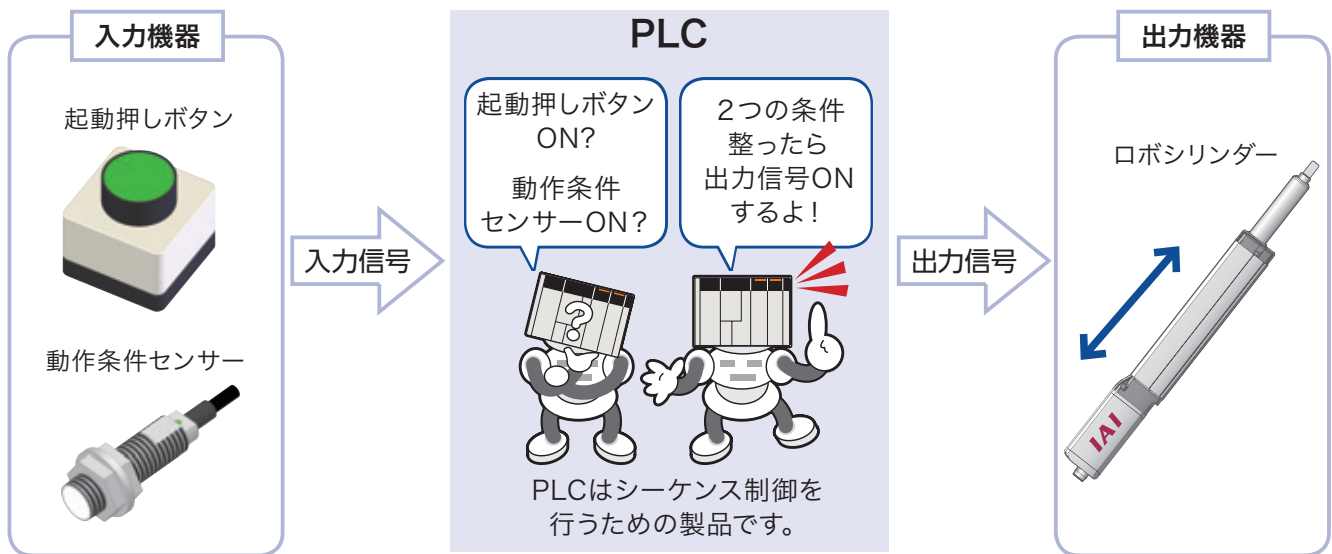 入力機器
起動押しボタン
動作条件センサー
入力信号
PLC
起動押しボタン
ON?
動作条件
センサーON?
2つの条件
整ったら
出力信号ON
するよ!
?
PLCはシーケンス制御を
行うための製品です。
出力信号
出力機器
ロボシリンダー
IAI